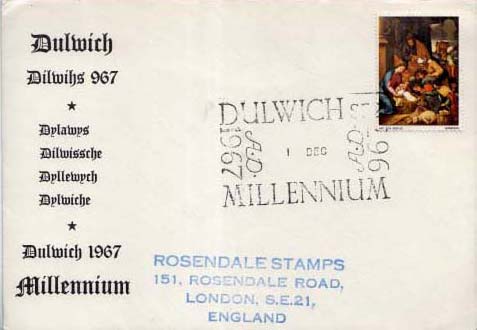 Dulwich
Dilwihs 967
★
Dylawys
Dilwissche
Dyllewych
Dylwiche
★
Dulwich 1967
Millennium
DULWICH
1967 A.D.
1 DEC
A.D. 967
MILLENNIUM
ROSENDALE STAMPS
151, ROSENDALE ROAD,
LONDON, S.E.21,
ENGLAND